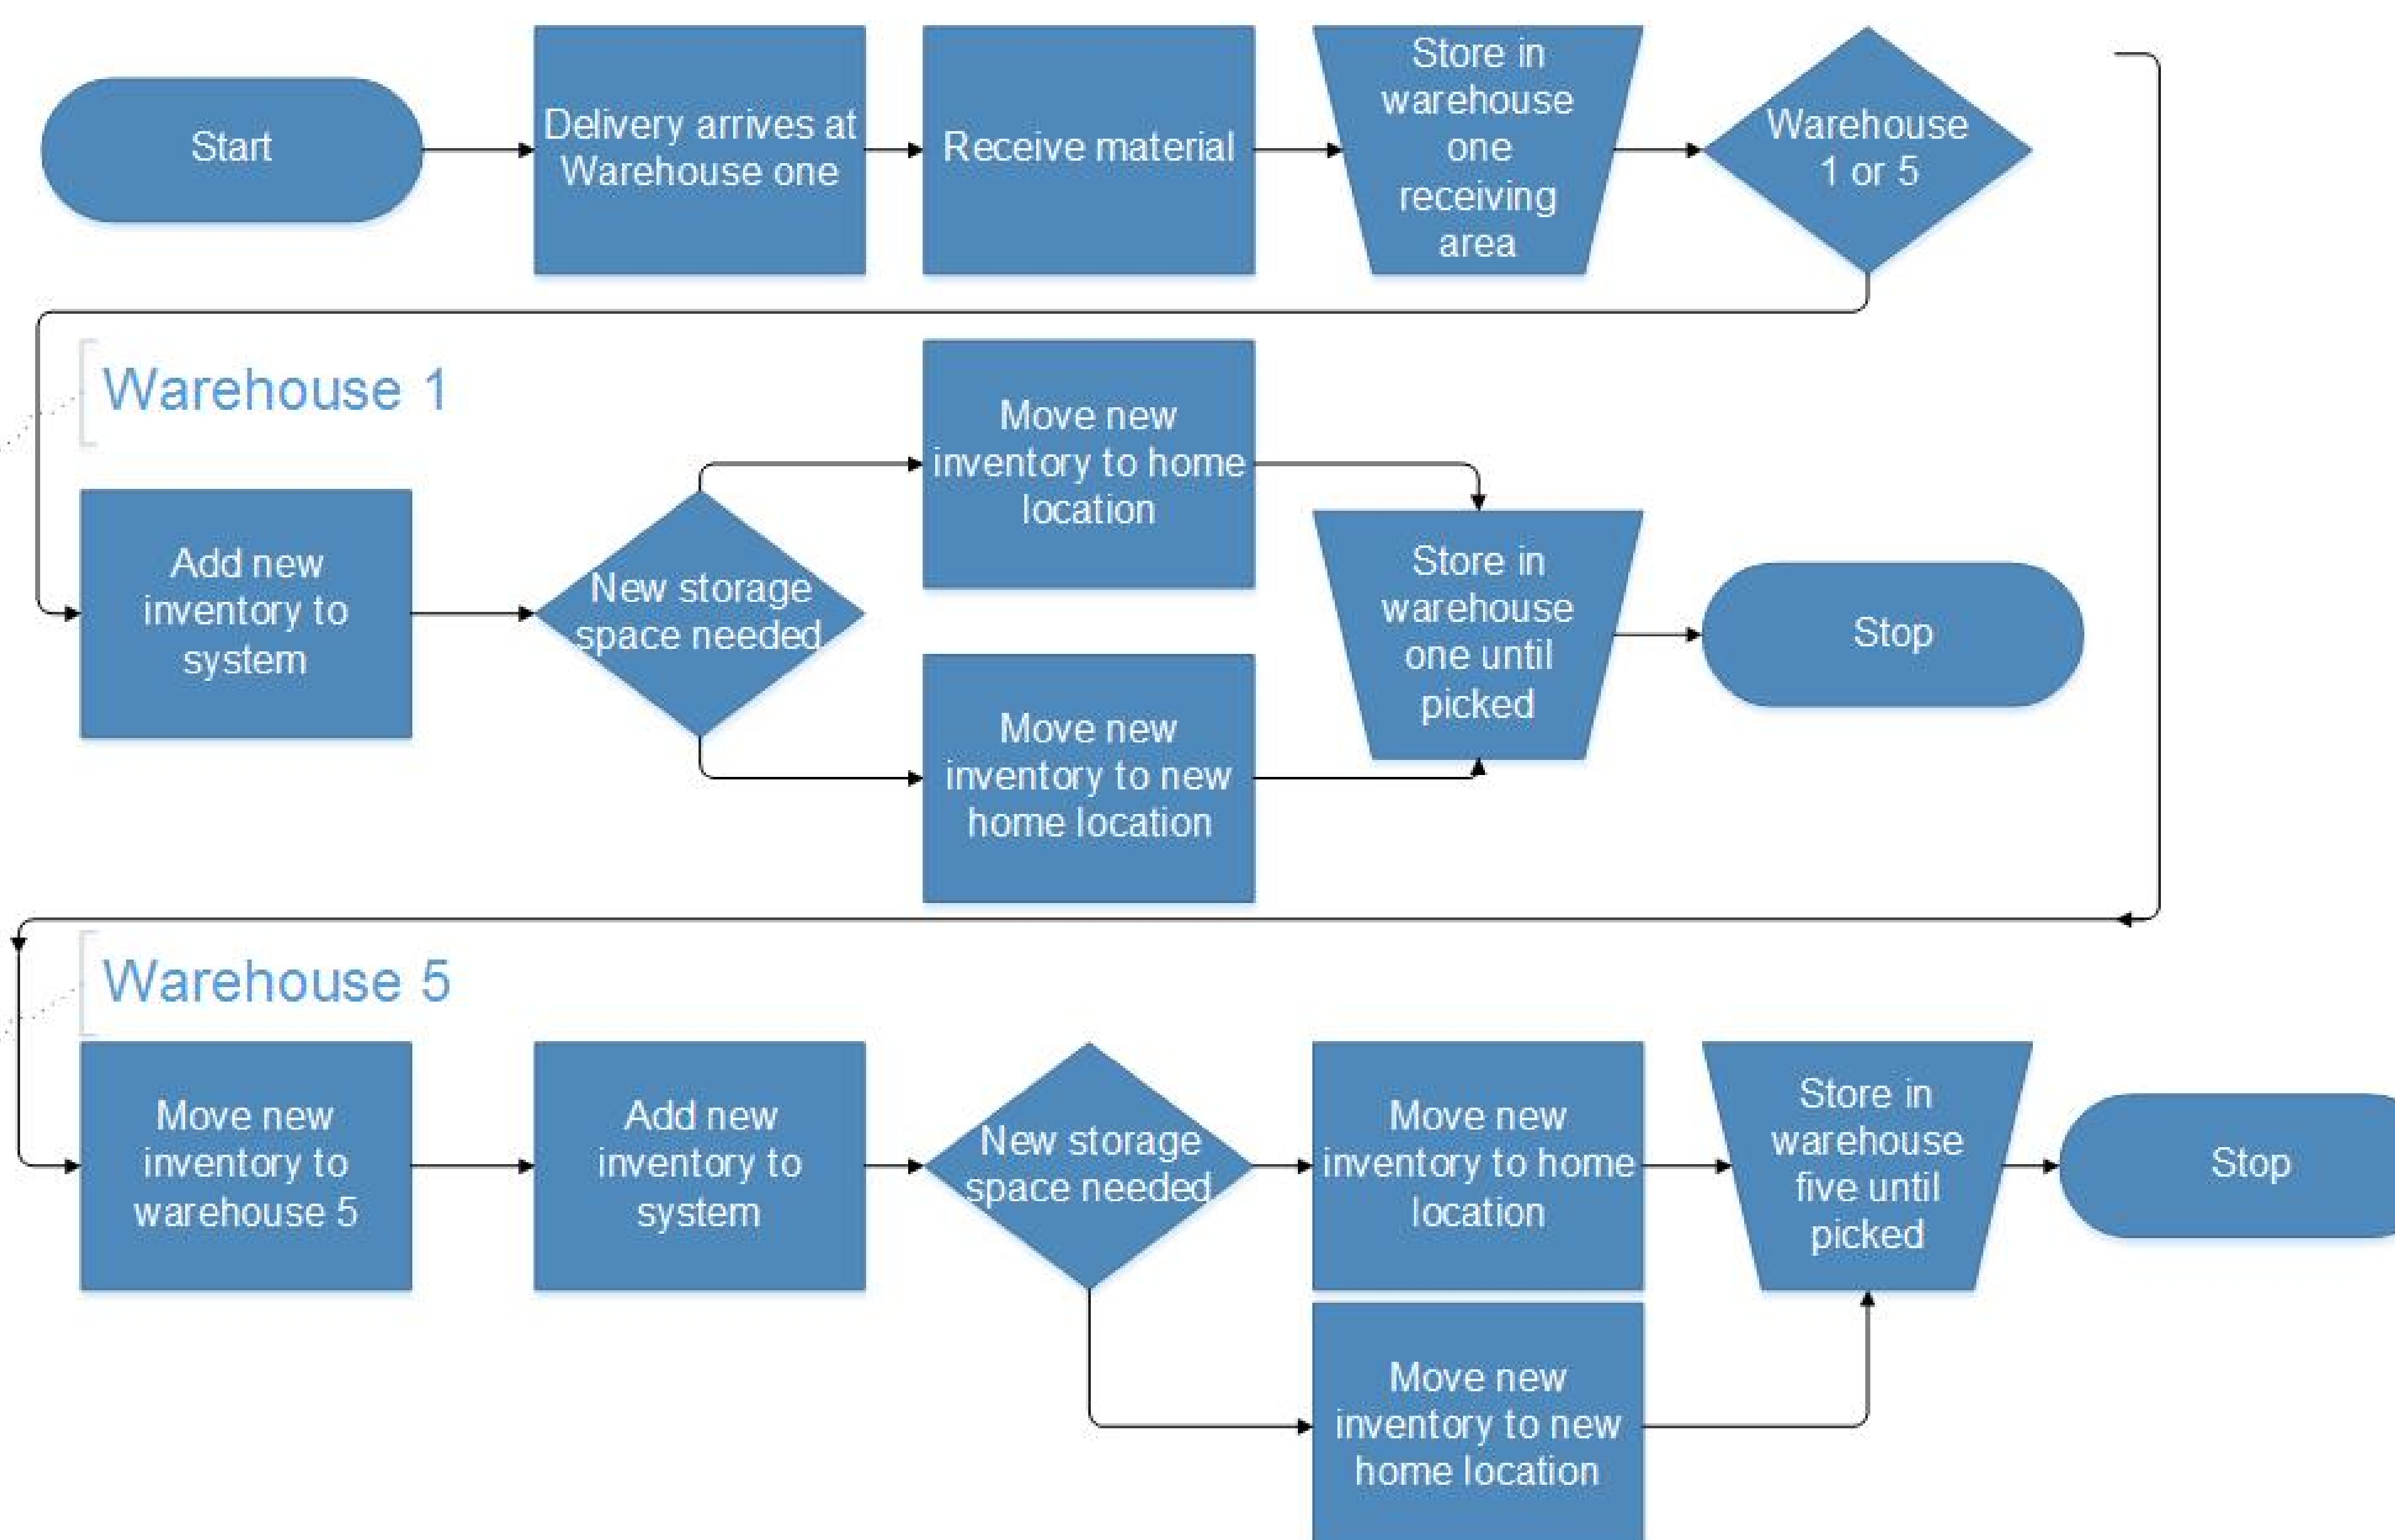 Start
Delivery arrives at
Warehouse one
Receive material
Store in
warehouse
one
receiving
area
Warehouse
1 or 5
Warehouse 1
Add new
inventory to
system
New storage
space needed
Move new
inventory to home
location
Move new
inventory to new
home location
Store in
warehouse
one until
picked
Stop
Warehouse 5
Move new
inventory to
warehouse 5
Add new
inventory to
system
New storage
space needed
Move new
inventory to home
location
Move new
inventory to new
home location
Store in
warehouse
five until
picked
Stop